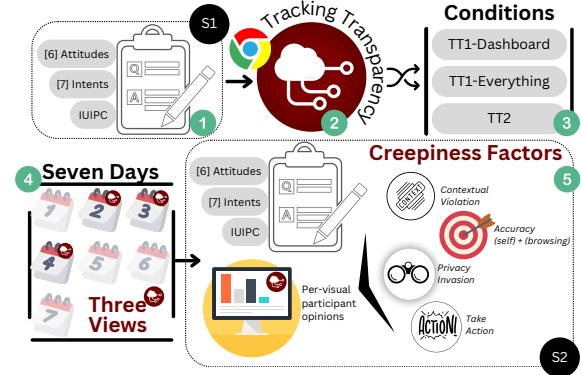 S1
[6] Attitudes
[7] Intents
IUIPC
Q
A
1
Tracking Transparency
2
Conditions
TT1-Dashboard
TT1-Everything
TT2
3
4
Seven Days
1
2
3
4
5
6
7
Three
Views
[6] Attitudes
[7] Intents
IUIPC
Q
A
Per-visual
participant
opinions
Creepiness Factors
5
CONTEXT
Contextual
Violation
Accuracy
(self) + (browsing)
Privacy
Invasion
ACTION!
Take
Action
S2